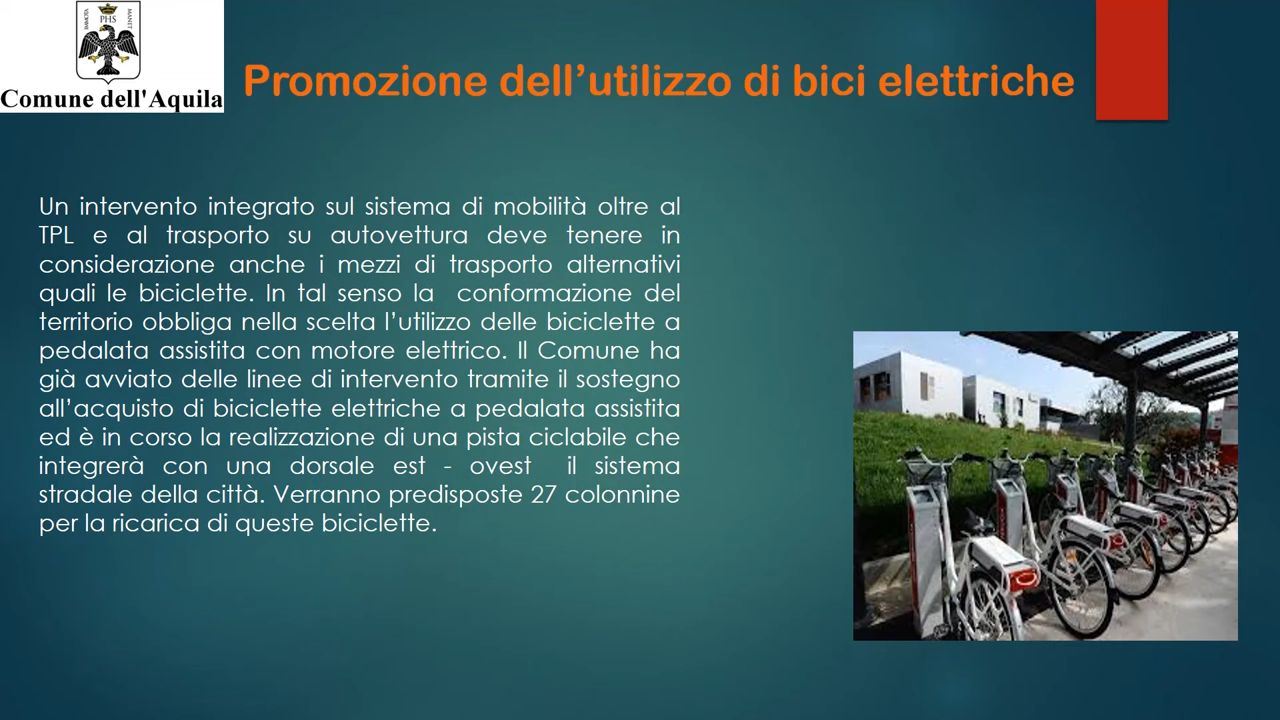 PHS
IMMOTA
MANET
Comune dell'Aquila
Promozione dell’utilizzo di bici elettriche
Un intervento integrato sul sistema di mobilità oltre al
TPL e al trasporto su autovettura deve tenere in
considerazione anche i mezzi di trasporto alternativi
quali le biciclette. In tal senso la  conformazione del
territorio obbliga nella scelta l’utilizzo delle biciclette a
pedalata assistita con motore elettrico. Il Comune ha
già avviato delle linee di intervento tramite il sostegno
all’acquisto di biciclette elettriche a pedalata assistita
ed è in corso la realizzazione di una pista ciclabile che
integrerà con una dorsale est - ovest  il sistema
stradale della città. Verranno predisposte 27 colonnine
per la ricarica di queste biciclette.